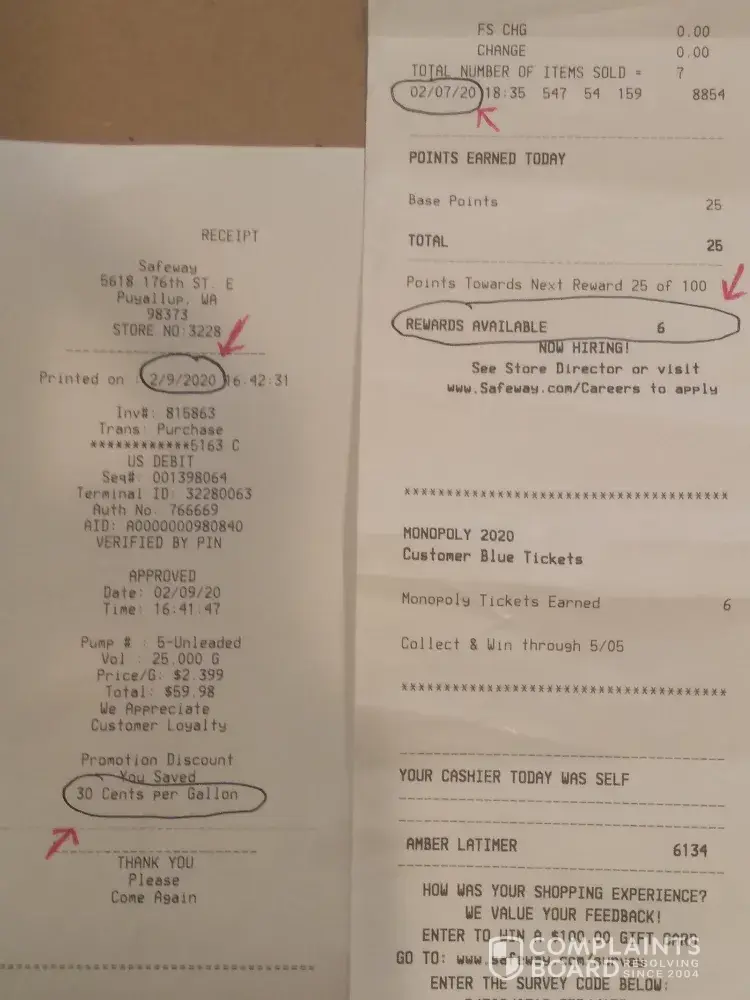 RECEIPT
Safeway
5618 176th ST. E
Puyallup, WA
98373
STORE NO:3228
Printed on : 2/9/2020 16:42:31
Inv#: 815863
Trans: Purchase
************5163 C
US DEBIT
Seq#: 001398064
Terminal ID: 32280063
Auth No: 766669
AID: A0000000980840
VERIFIED BY PIN
APPROVED
Date: 02/09/20
Time: 16:41:47
Pump # : 5-Unleaded
Vol : 25.000 G
Price/G: $2.399
Total: $59.98
We Appreciate
Customer Loyalty
Promotion Discount
You Saved
30 Cents per Gallon
THANK YOU
Please
Come Again
FS CHG 0.00
CHANGE 0.00
TOTAL NUMBER OF ITEMS SOLD = 7
02/07/20 18:35 547 54 159 8854
POINTS EARNED TODAY
Base Points 25
TOTAL 25
Points Towards Next Reward 25 of 100
REWARDS AVAILABLE 6
NOW HIRING!
See Store Director or visit
www.Safeway.com/Careers to apply
****************************************
MONOPOLY 2020
Customer Blue Tickets
Monopoly Tickets Earned 6
Collect & Win through 5/05
****************************************
YOUR CASHIER TODAY WAS SELF
AMBER LATIMER 6134
HOW WAS YOUR SHOPPING EXPERIENCE?
WE VALUE YOUR FEEDBACK!
ENTER TO WIN A $100.00 GIFT CARD
GO TO: www.safeway.com/survey
ENTER THE SURVEY CODE BELOW:
COMPLAINTS
BOARD RESOLVING
SINCE 2004